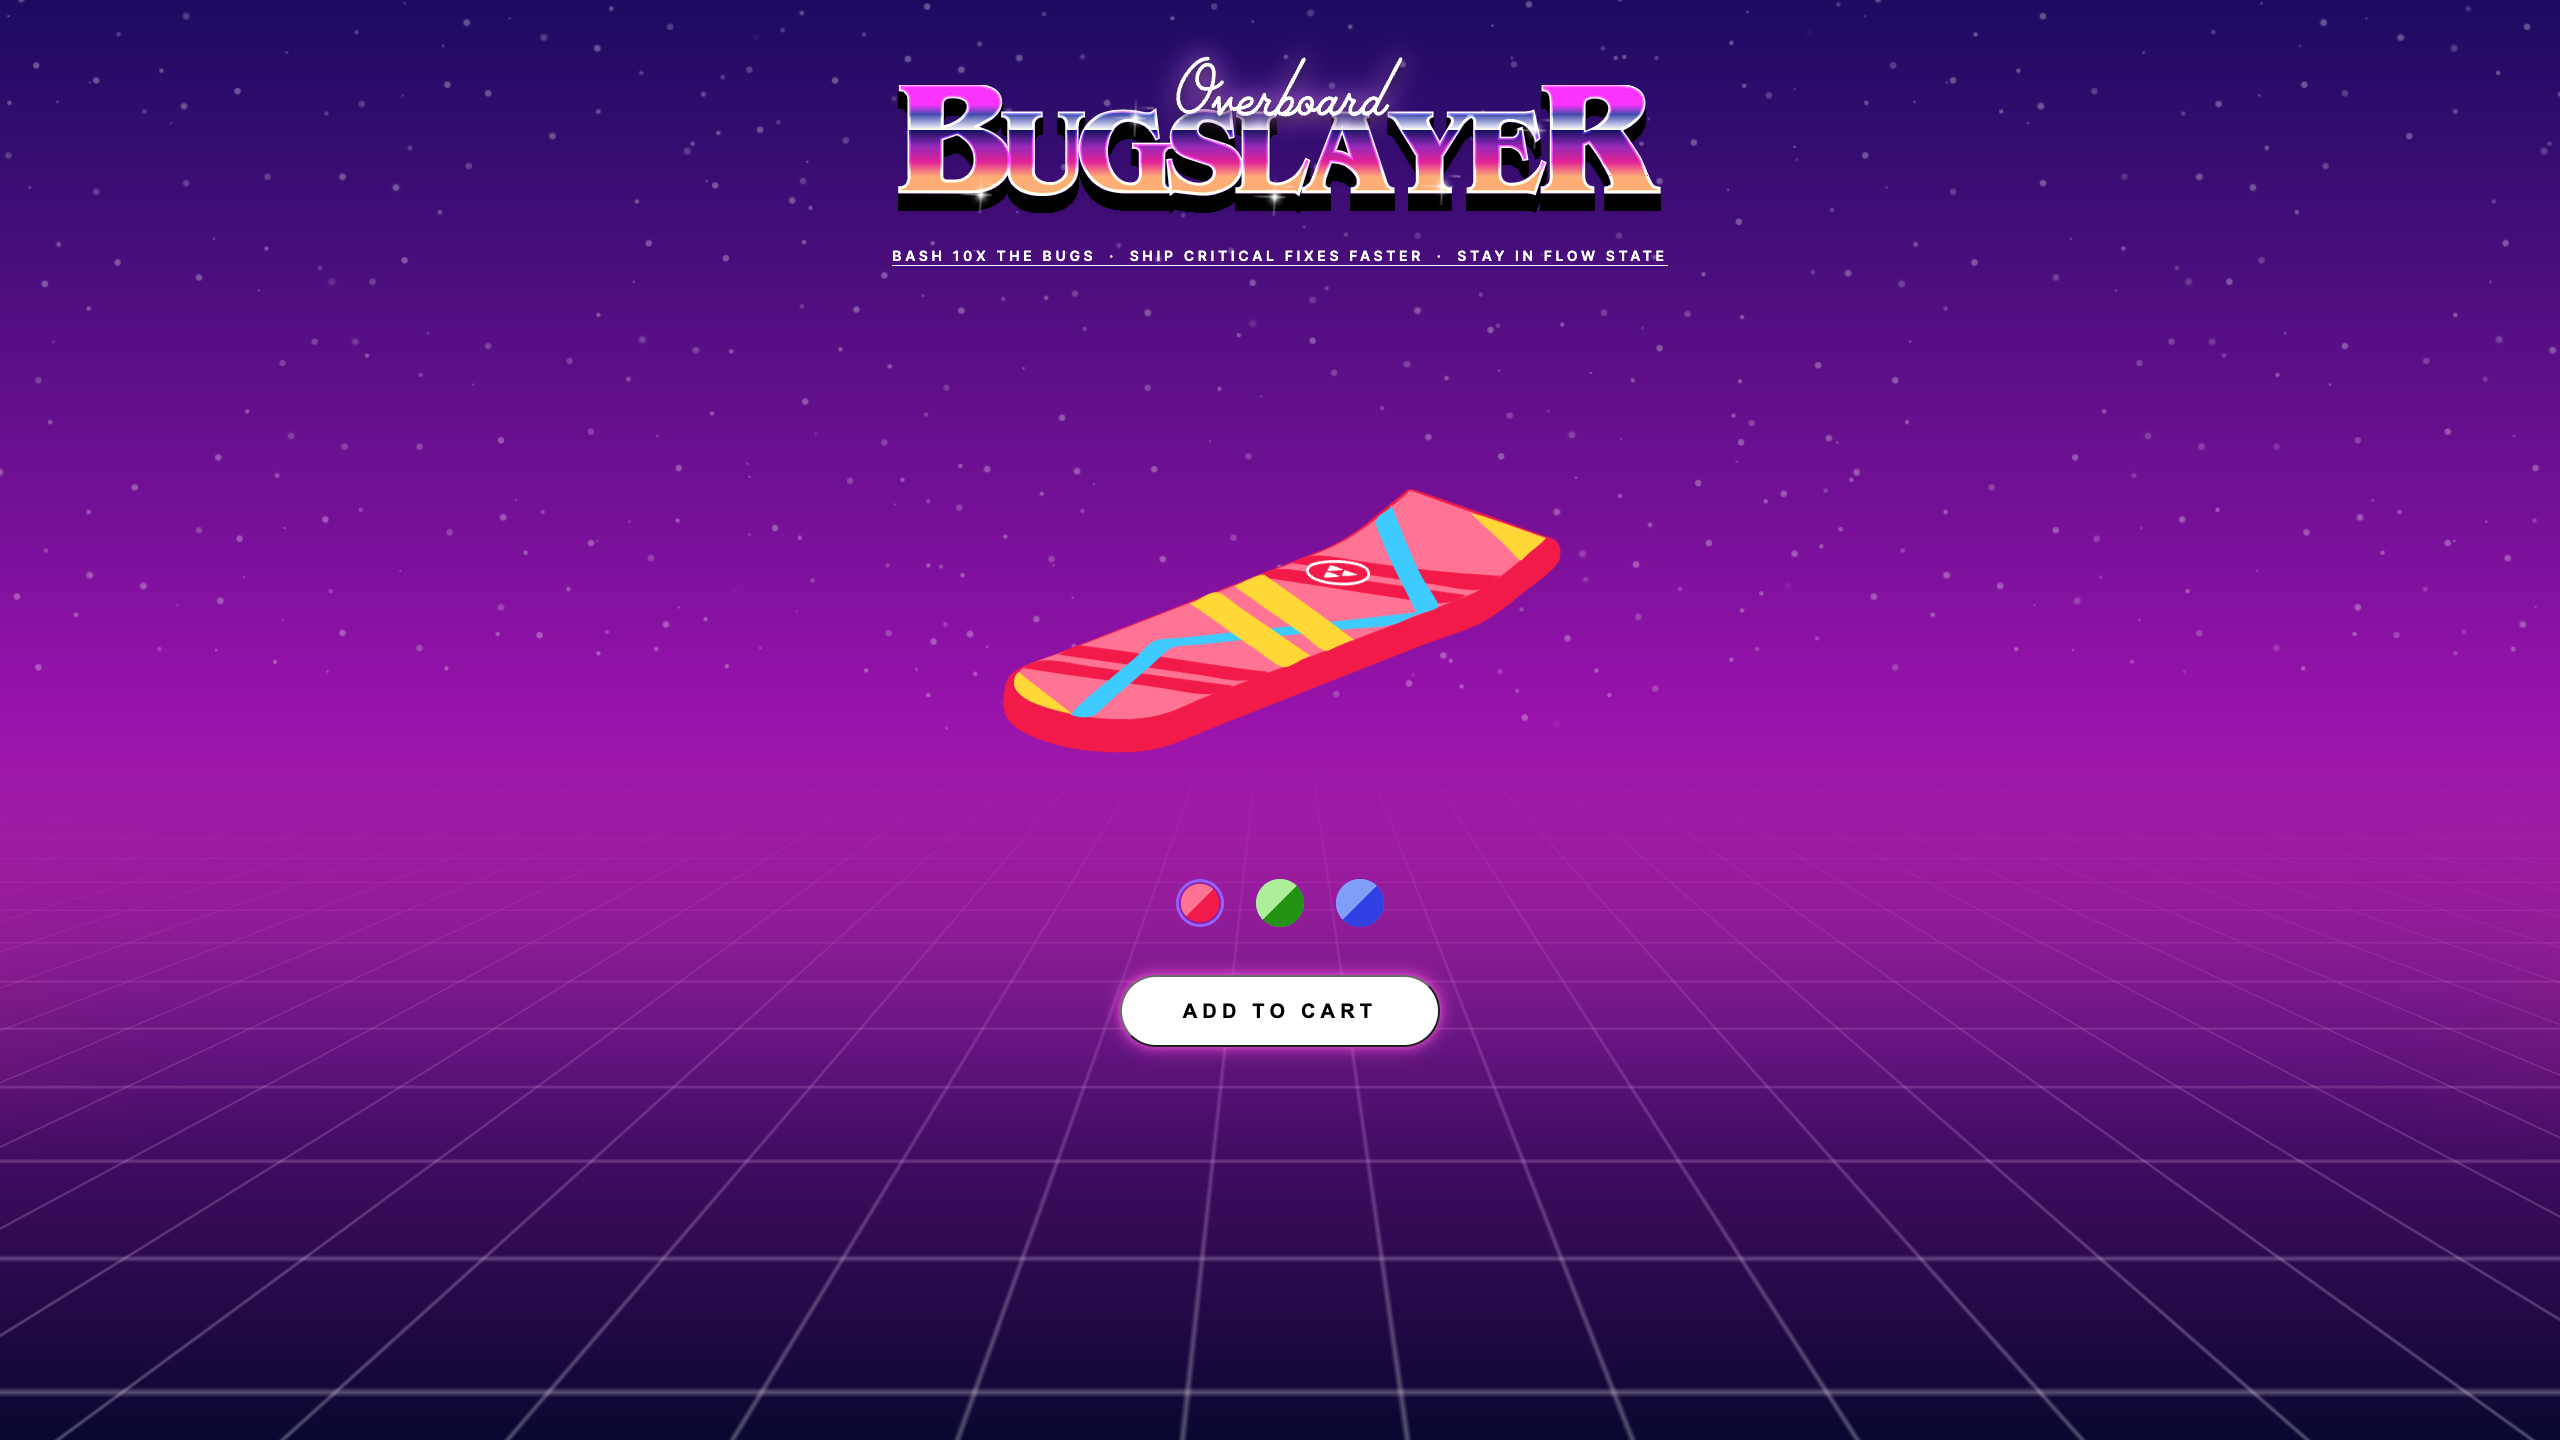 Overboard
BUGSLAYER
BASH 10X THE BUGS · SHIP CRITICAL FIXES FASTER · STAY IN FLOW STATE
ADD TO CART